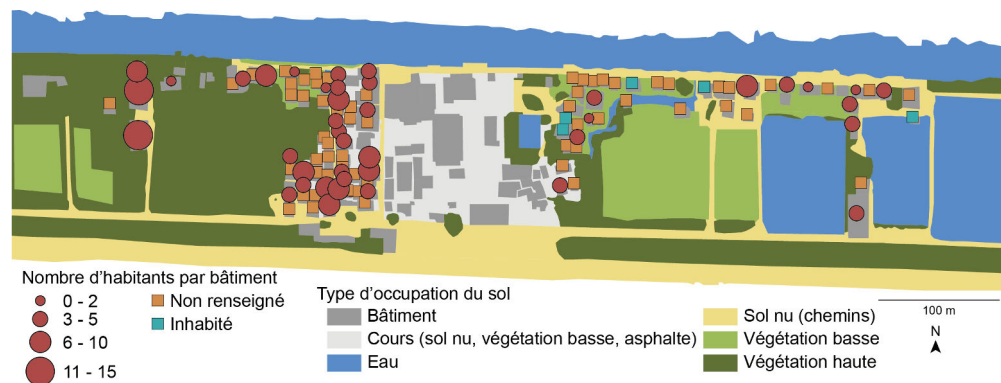 Nombre d'habitants par bâtiment
0 - 2
3 - 5
6 - 10
11 - 15
Non renseigné
Inhabité
Type d'occupation du sol
Bâtiment
Cours (sol nu, végétation basse, asphalte)
Eau
Sol nu (chemins)
Végétation basse
Végétation haute
100 m
N